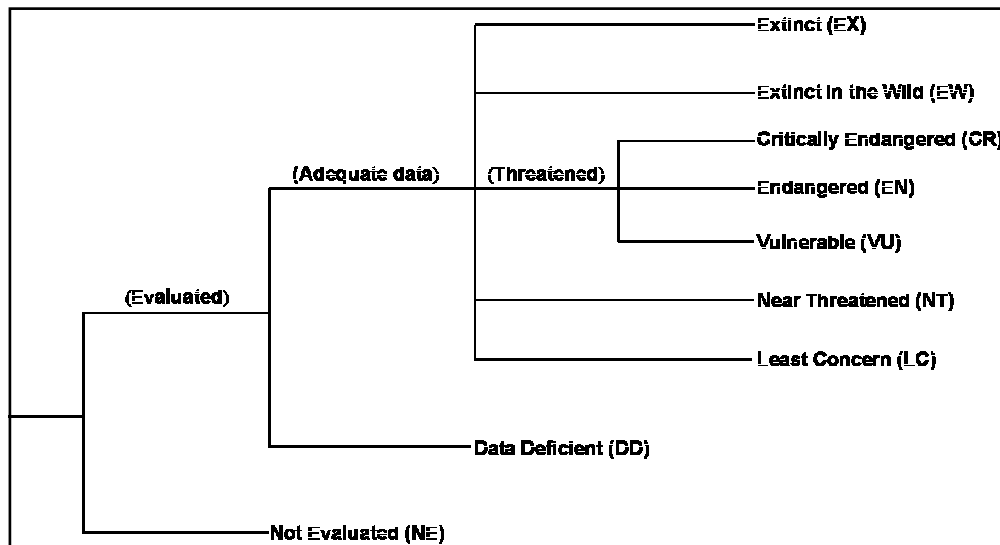 Extinct (EX)
Extinct in the Wild (EW)
Critically Endangered (CR)
(Adequate data)
(Threatened)
Endangered (EN)
Vulnerable (VU)
(Evaluated)
Near Threatened (NT)
Least Concern (LC)
Data Deficient (DD)
Not Evaluated (NE)